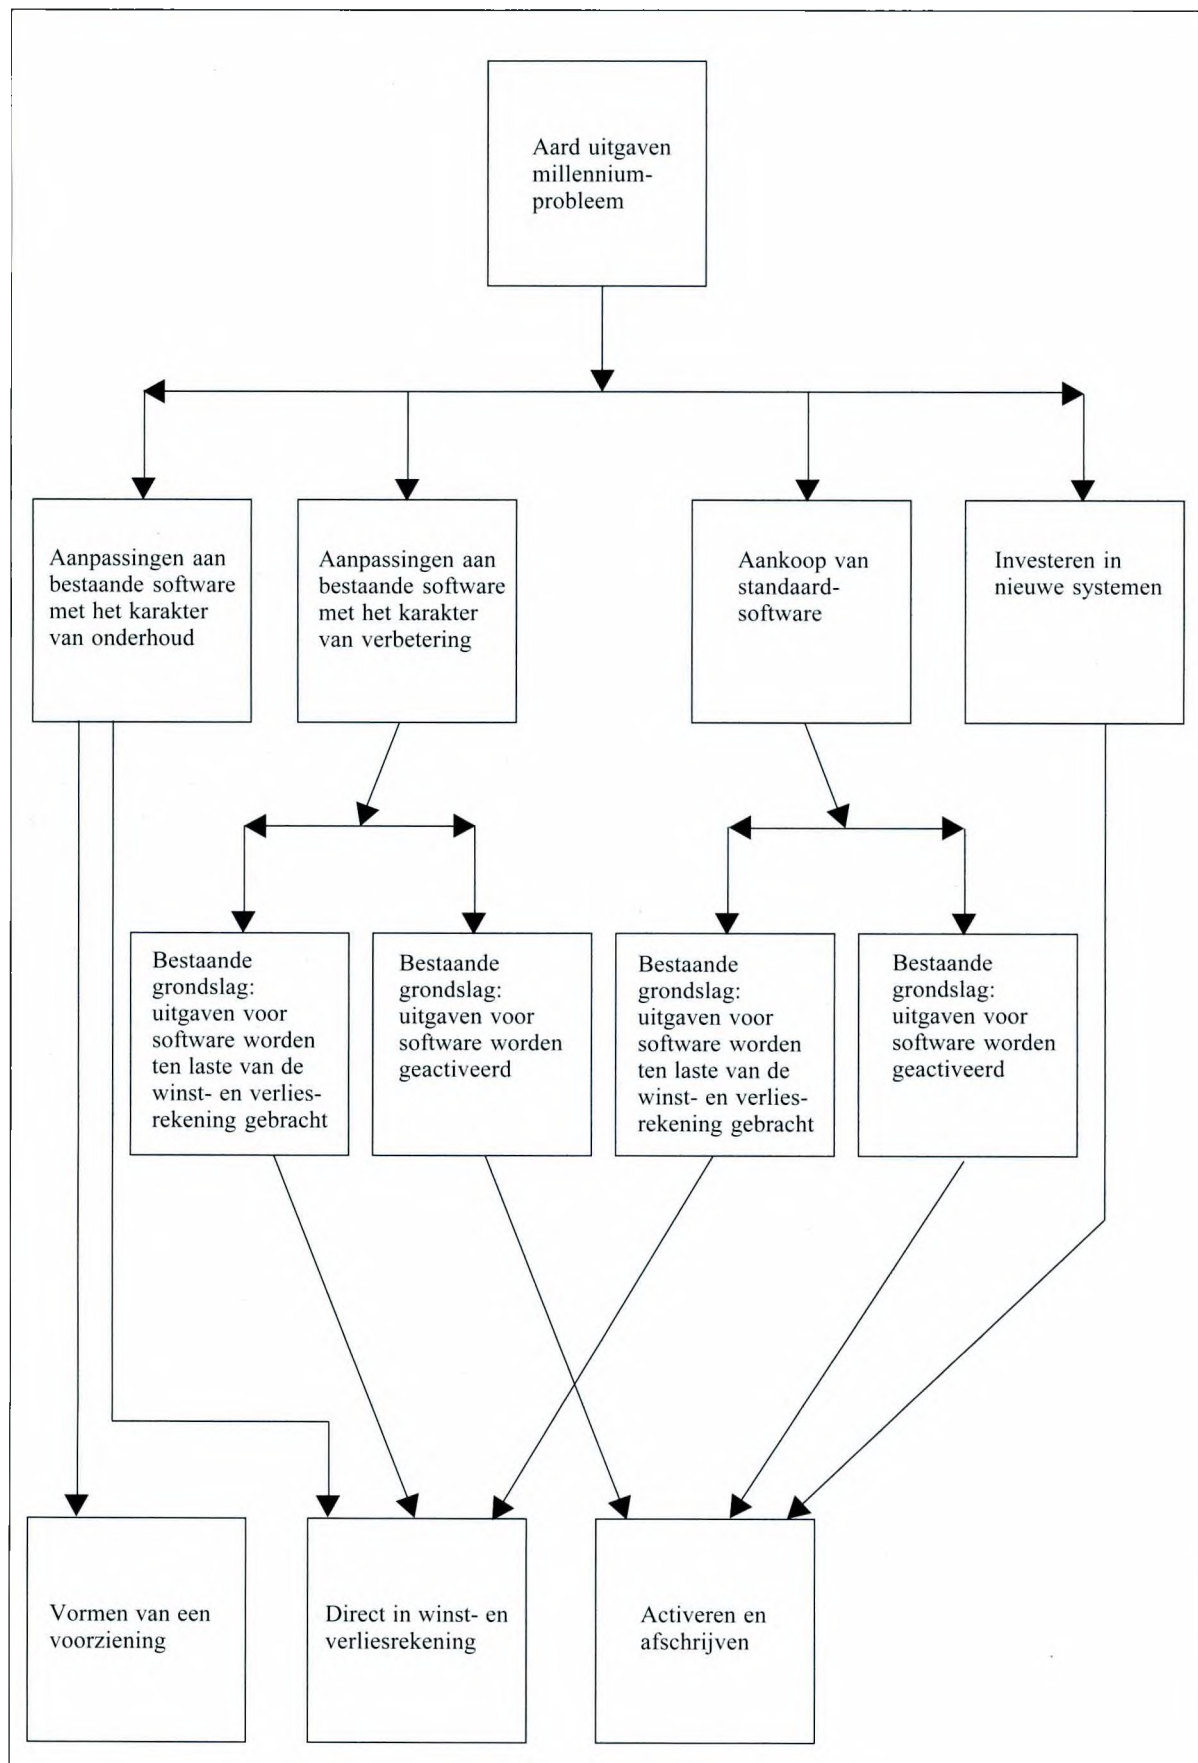 Aard uitgaven
millennium-
probleem
Aanpassingen aan
bestaande software
met het karakter
van onderhoud
Aanpassingen aan
bestaande software
met het karakter
van verbetering
Aankoop van
standaard-
software
Investeren in
nieuwe systemen
Bestaande
grondslag:
uitgaven voor
software worden
ten laste van de
winst- en verlies-
rekening gebracht
Bestaande
grondslag:
uitgaven voor
software worden
geactiveerd
Bestaande
grondslag:
uitgaven voor
software worden
ten laste van de
winst- en verlies-
rekening gebracht
Bestaande
grondslag:
uitgaven voor
software worden
geactiveerd
Vormen van een
voorziening
Direct in winst- en
verliesrekening
Activeren en
afschrijven